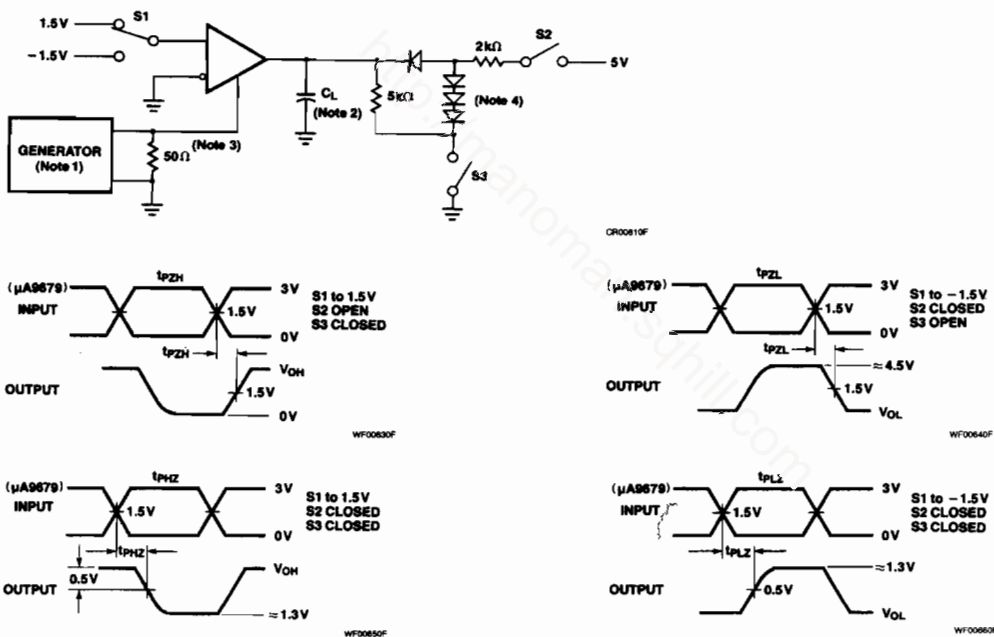 1.5V
S1
−1.5V
GENERATOR
(Note 1)
50Ω
(Note 3)
CL
(Note 2)
5kΩ
2kΩ
(Note 4)
S2
5V
S3
CR00810F
(µA9679)
INPUT
tPZH
3V
1.5V
0V
S1 to 1.5V
S2 OPEN
S3 CLOSED
tPZH
OUTPUT
VOH
1.5V
0V
WF00630F
(µA9679)
INPUT
tPZL
3V
1.5V
0V
S1 to −1.5V
S2 CLOSED
S3 OPEN
tPZL
OUTPUT
≈4.5V
1.5V
VOL
WF00640F
(µA9679)
INPUT
tPHZ
3V
1.5V
0V
S1 to 1.5V
S2 CLOSED
S3 CLOSED
tPHZ
0.5V
OUTPUT
VOH
≈1.3V
WF00650F
(µA9679)
INPUT
tPLZ
3V
1.5V
0V
S1 to −1.5V
S2 CLOSED
S3 CLOSED
tPLZ
OUTPUT
≈1.3V
0.5V
VOL